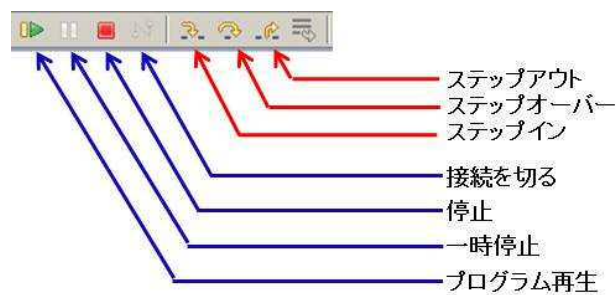 ステップアウト
ステップオーバー
ステップイン
接続を切る
停止
一時停止
プログラム再生